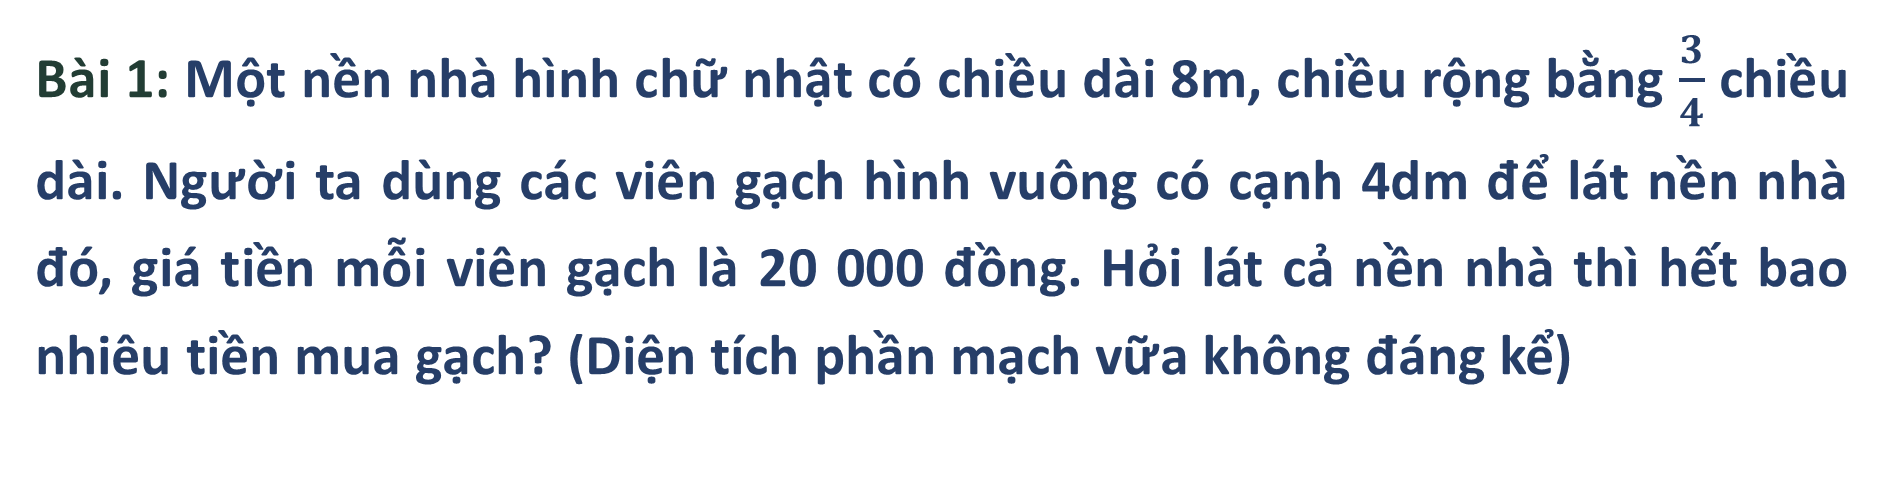 Bài 1: Một nền nhà hình chữ nhật có chiều dài 8m, chiều rộng bằng 3/4 chiều
dài. Người ta dùng các viên gạch hình vuông có cạnh 4dm để lát nền nhà
đó, giá tiền mỗi viên gạch là 20 000 đồng. Hỏi lát cả nền nhà thì hết bao
nhiêu tiền mua gạch? (Diện tích phần mạch vữa không đáng kể)